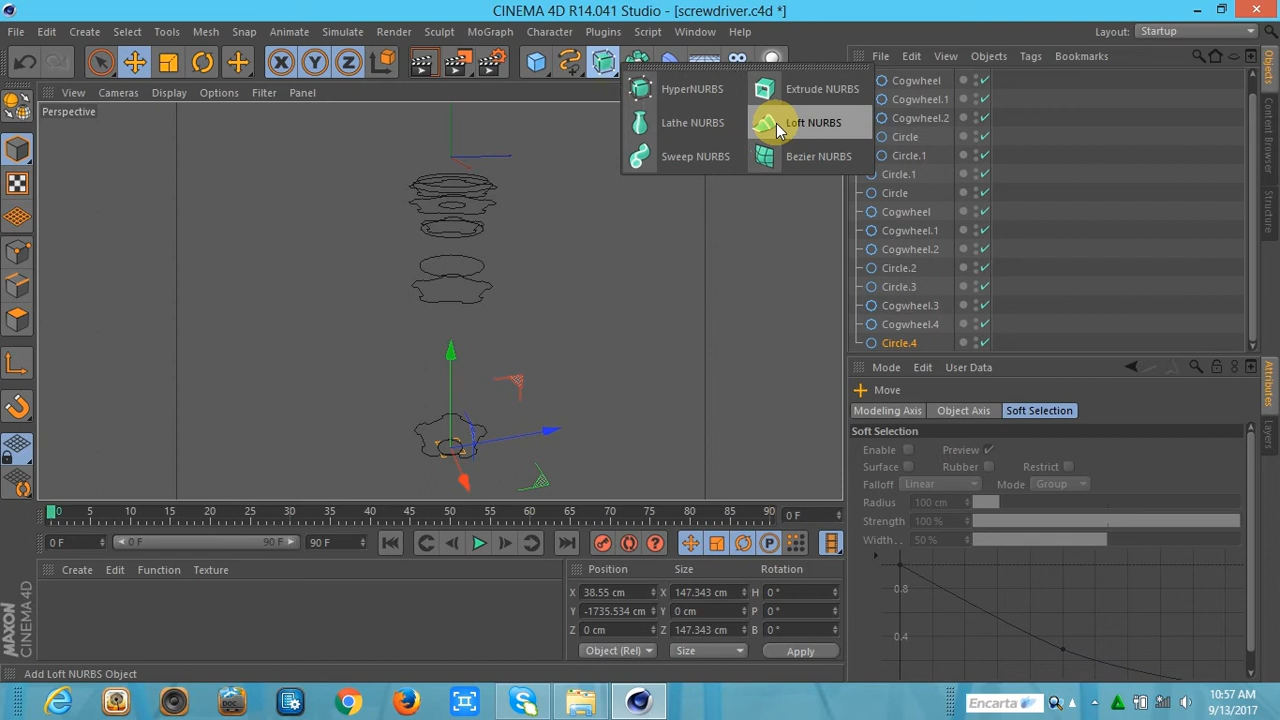 CINEMA 4D R14.041 Studio - [screwdriver.c4d *]
File Edit Create Select Tools Mesh Snap Animate Simulate Render Sculpt MoGraph Character Plugins Script Window Help Layout: Startup
X Y Z
File Edit View Objects Tags Bookmarks
View Cameras Display Options Filter Panel
Perspective
HyperNURBS Extrude NURBS
Lathe NURBS Loft NURBS
Sweep NURBS Bezier NURBS
Cogwheel
Cogwheel.1
Cogwheel.2
Circle
Circle.1
Circle.1
Circle
Cogwheel
Cogwheel.1
Cogwheel.2
Circle.2
Circle.3
Cogwheel.3
Cogwheel.4
Circle.4
Objects
Structure
Mode Edit User Data
Move
Modeling Axis Object Axis Soft Selection
Soft Selection
Enable Preview
Surface Rubber Restrict
Falloff Linear Mode Group
Radius 100 cm
Strength 100 %
Width.. 50 %
0.8
0.4
Attributes
Layers
0 5 10 15 20 25 30 35 40 45 50 55 60 65 70 75 80 85 90 0 F
0 F 0 F 90 F 90 F
P
Create Edit Function Texture
Position Size Rotation
X 38.55 cm X 147.343 cm H 0 °
Y -1735.534 cm Y 0 cm P 0 °
Z 0 cm Z 147.343 cm B 0 °
Object (Rel) Size Apply
MAXON
CINEMA 4D
Add Loft NURBS Object
DOC
Encarta
10:57 AM
9/13/2017